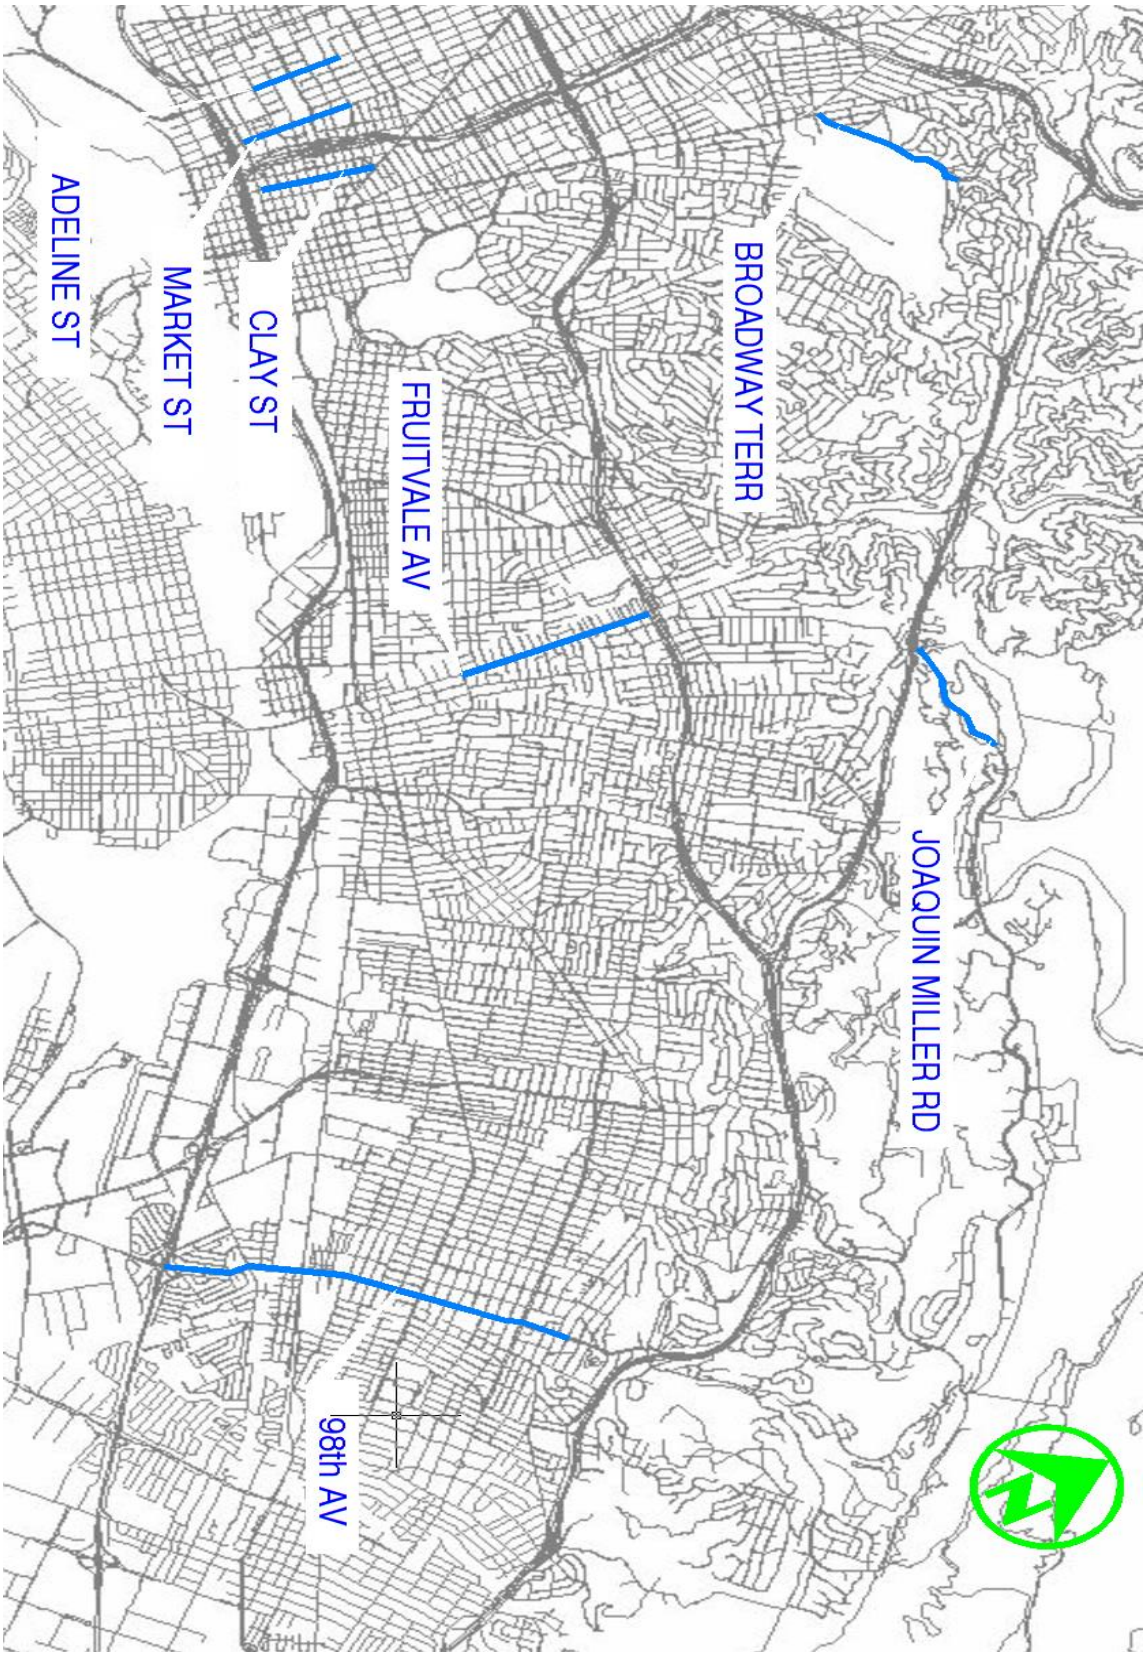 ADELINE ST
MARKET ST
CLAY ST
FRUITVALE AV
BROADWAY TERR
JOAQUIN MILLER RD
98th AV
N